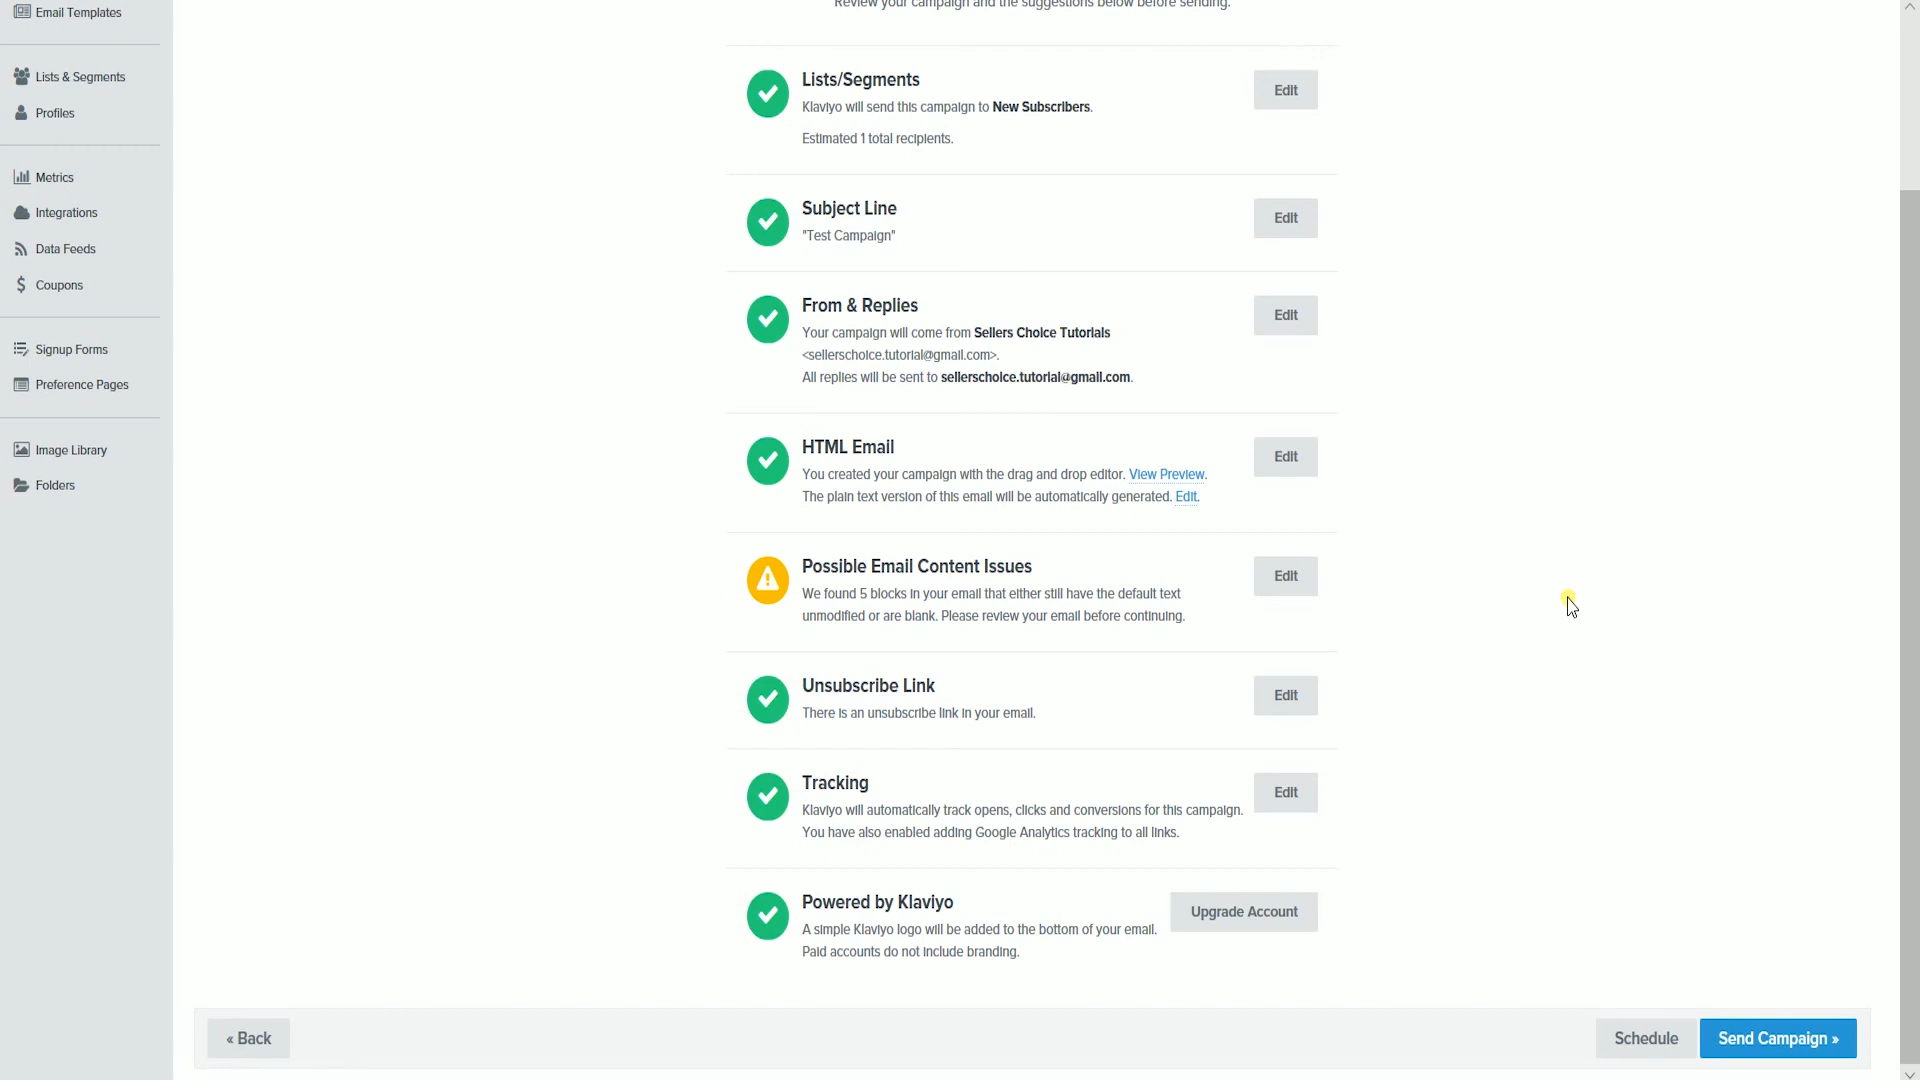 Review your campaign and the suggestions below before sending.
Email Templates
Lists & Segments
Profiles
Metrics
Integrations
Data Feeds
Coupons
Signup Forms
Preference Pages
Image Library
Folders
Lists/Segments
Edit
Klaviyo will send this campaign to New Subscribers.
Estimated 1 total recipients.
Subject Line
Edit
"Test Campaign"
From & Replies
Edit
Your campaign will come from Sellers Choice Tutorials
<sellerschoice.tutorial@gmail.com>.
All replies will be sent to sellerschoice.tutorial@gmail.com.
HTML Email
Edit
You created your campaign with the drag and drop editor. View Preview.
The plain text version of this email will be automatically generated. Edit.
Possible Email Content Issues
Edit
We found 5 blocks in your email that either still have the default text
unmodified or are blank. Please review your email before continuing.
Unsubscribe Link
Edit
There is an unsubscribe link in your email.
Tracking
Edit
Klaviyo will automatically track opens, clicks and conversions for this campaign.
You have also enabled adding Google Analytics tracking to all links.
Powered by Klaviyo
Upgrade Account
A simple Klaviyo logo will be added to the bottom of your email.
Paid accounts do not include branding.
« Back
Schedule
Send Campaign »